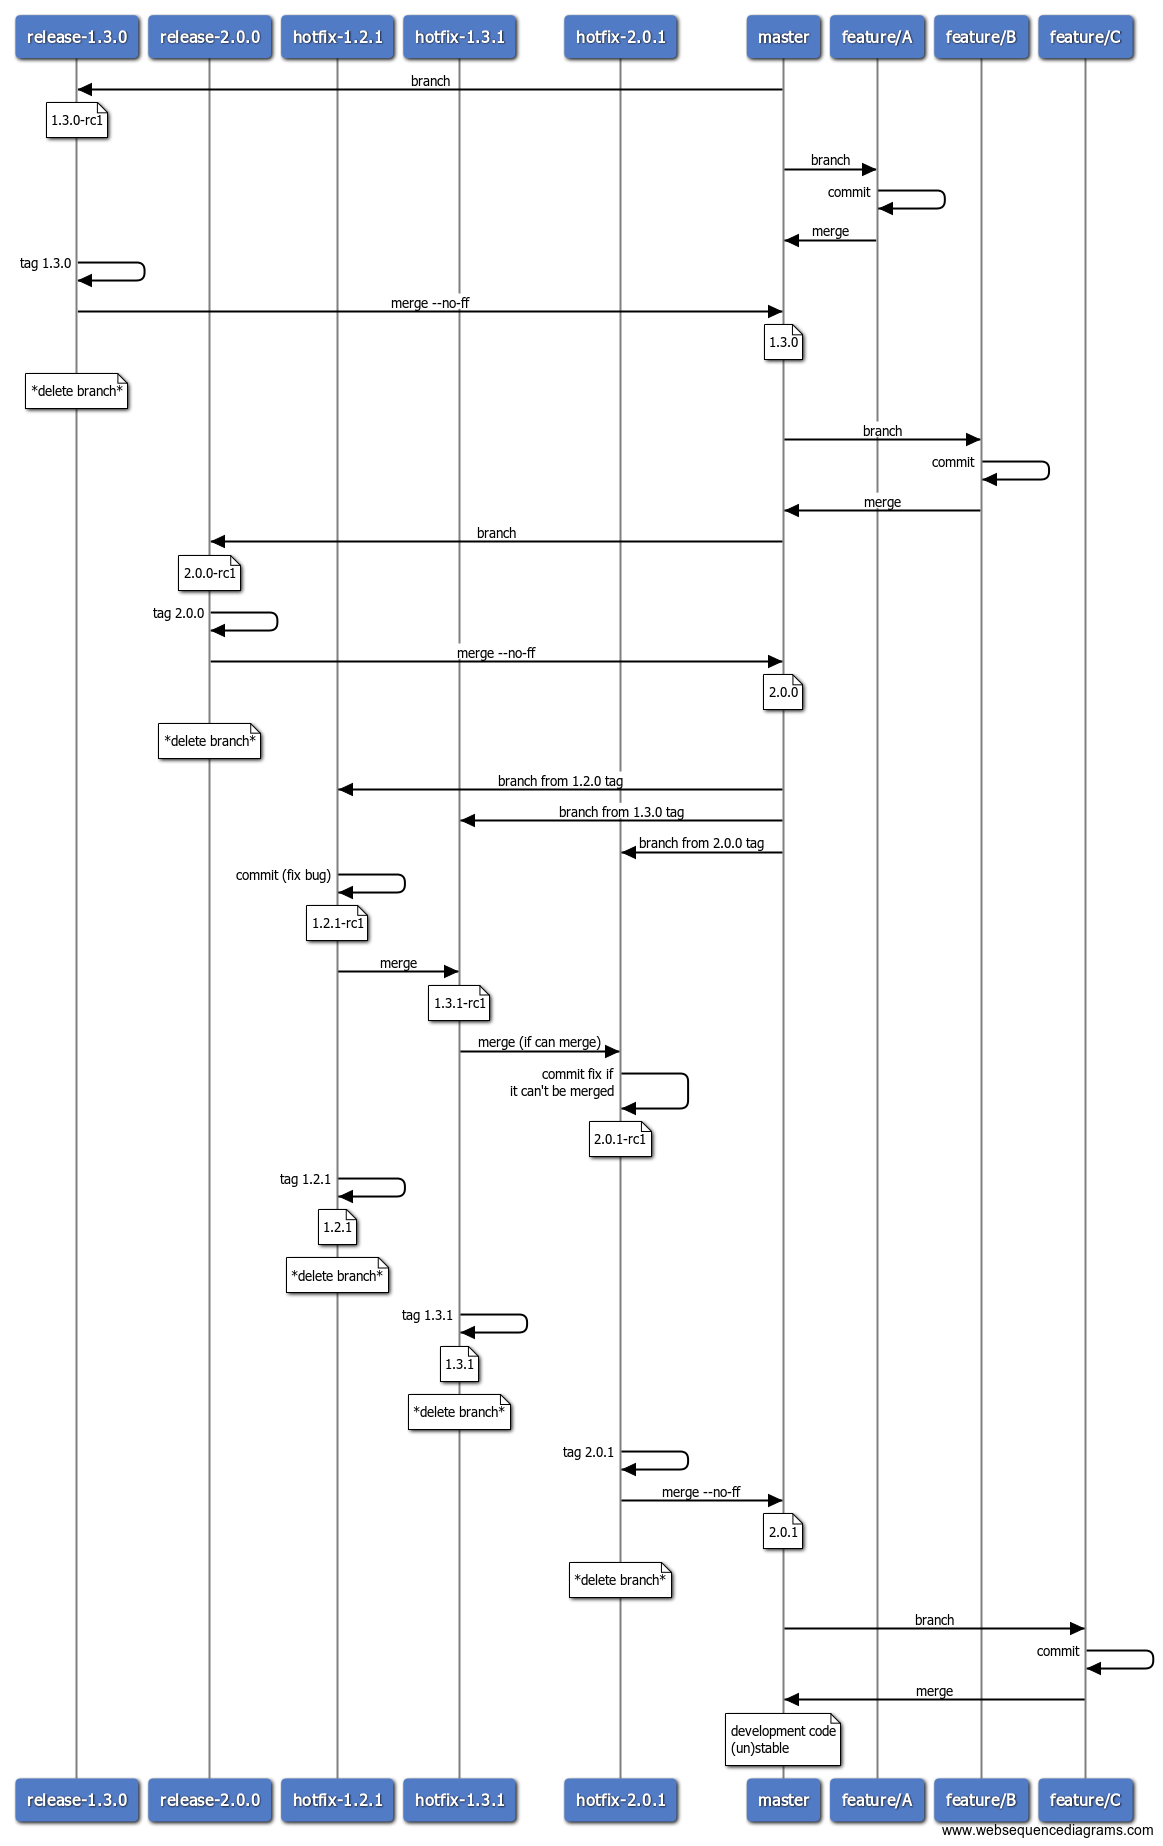 release-1.3.0
release-2.0.0
hotfix-1.2.1
hotfix-1.3.1
hotfix-2.0.1
master
feature/A
feature/B
feature/C
branch
1.3.0-rc1
branch
commit
merge
tag 1.3.0
merge --no-ff
1.3.0
*delete branch*
branch
commit
merge
branch
2.0.0-rc1
tag 2.0.0
merge --no-ff
2.0.0
*delete branch*
branch from 1.2.0 tag
branch from 1.3.0 tag
branch from 2.0.0 tag
commit (fix bug)
1.2.1-rc1
merge
1.3.1-rc1
merge (if can merge)
commit fix if
it can't be merged
2.0.1-rc1
tag 1.2.1
1.2.1
*delete branch*
tag 1.3.1
1.3.1
*delete branch*
tag 2.0.1
merge --no-ff
2.0.1
*delete branch*
branch
commit
merge
development code
(un)stable
release-1.3.0
release-2.0.0
hotfix-1.2.1
hotfix-1.3.1
hotfix-2.0.1
master
feature/A
feature/B
feature/C
www.websequencediagrams.com